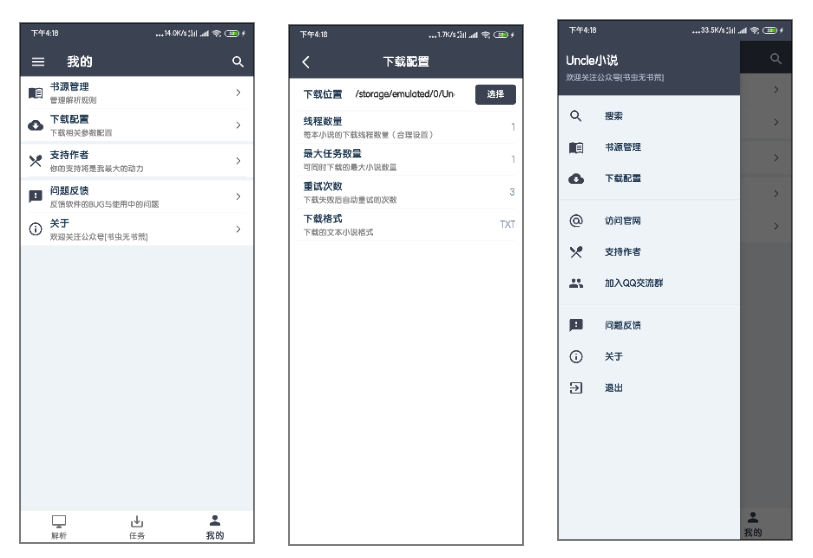 下午4:18
...14.0K/s
我的
书源管理
管理解析规则
下载配置
下载相关参数配置
支持作者
你的支持将是我最大的动力
问题反馈
反馈软件的BUG与使用中的问题
关于
欢迎关注公众号[书虫无书荒]
解析
任务
我的
下午4:18
...1.7K/s
下载配置
下载位置 /storage/emulated/0/Un
选择
线程数量
每本小说的下载线程数量（合理设置）
1
最大任务数量
可同时下载的最大小说数量
1
重试次数
下载失败后自动重试的次数
3
下载格式
下载的文本小说格式
TXT
下午4:18
...33.5K/s
Uncle小说
欢迎关注公众号[书虫无书荒]
搜索
书源管理
下载配置
访问官网
支持作者
加入QQ交流群
问题反馈
关于
退出
我的